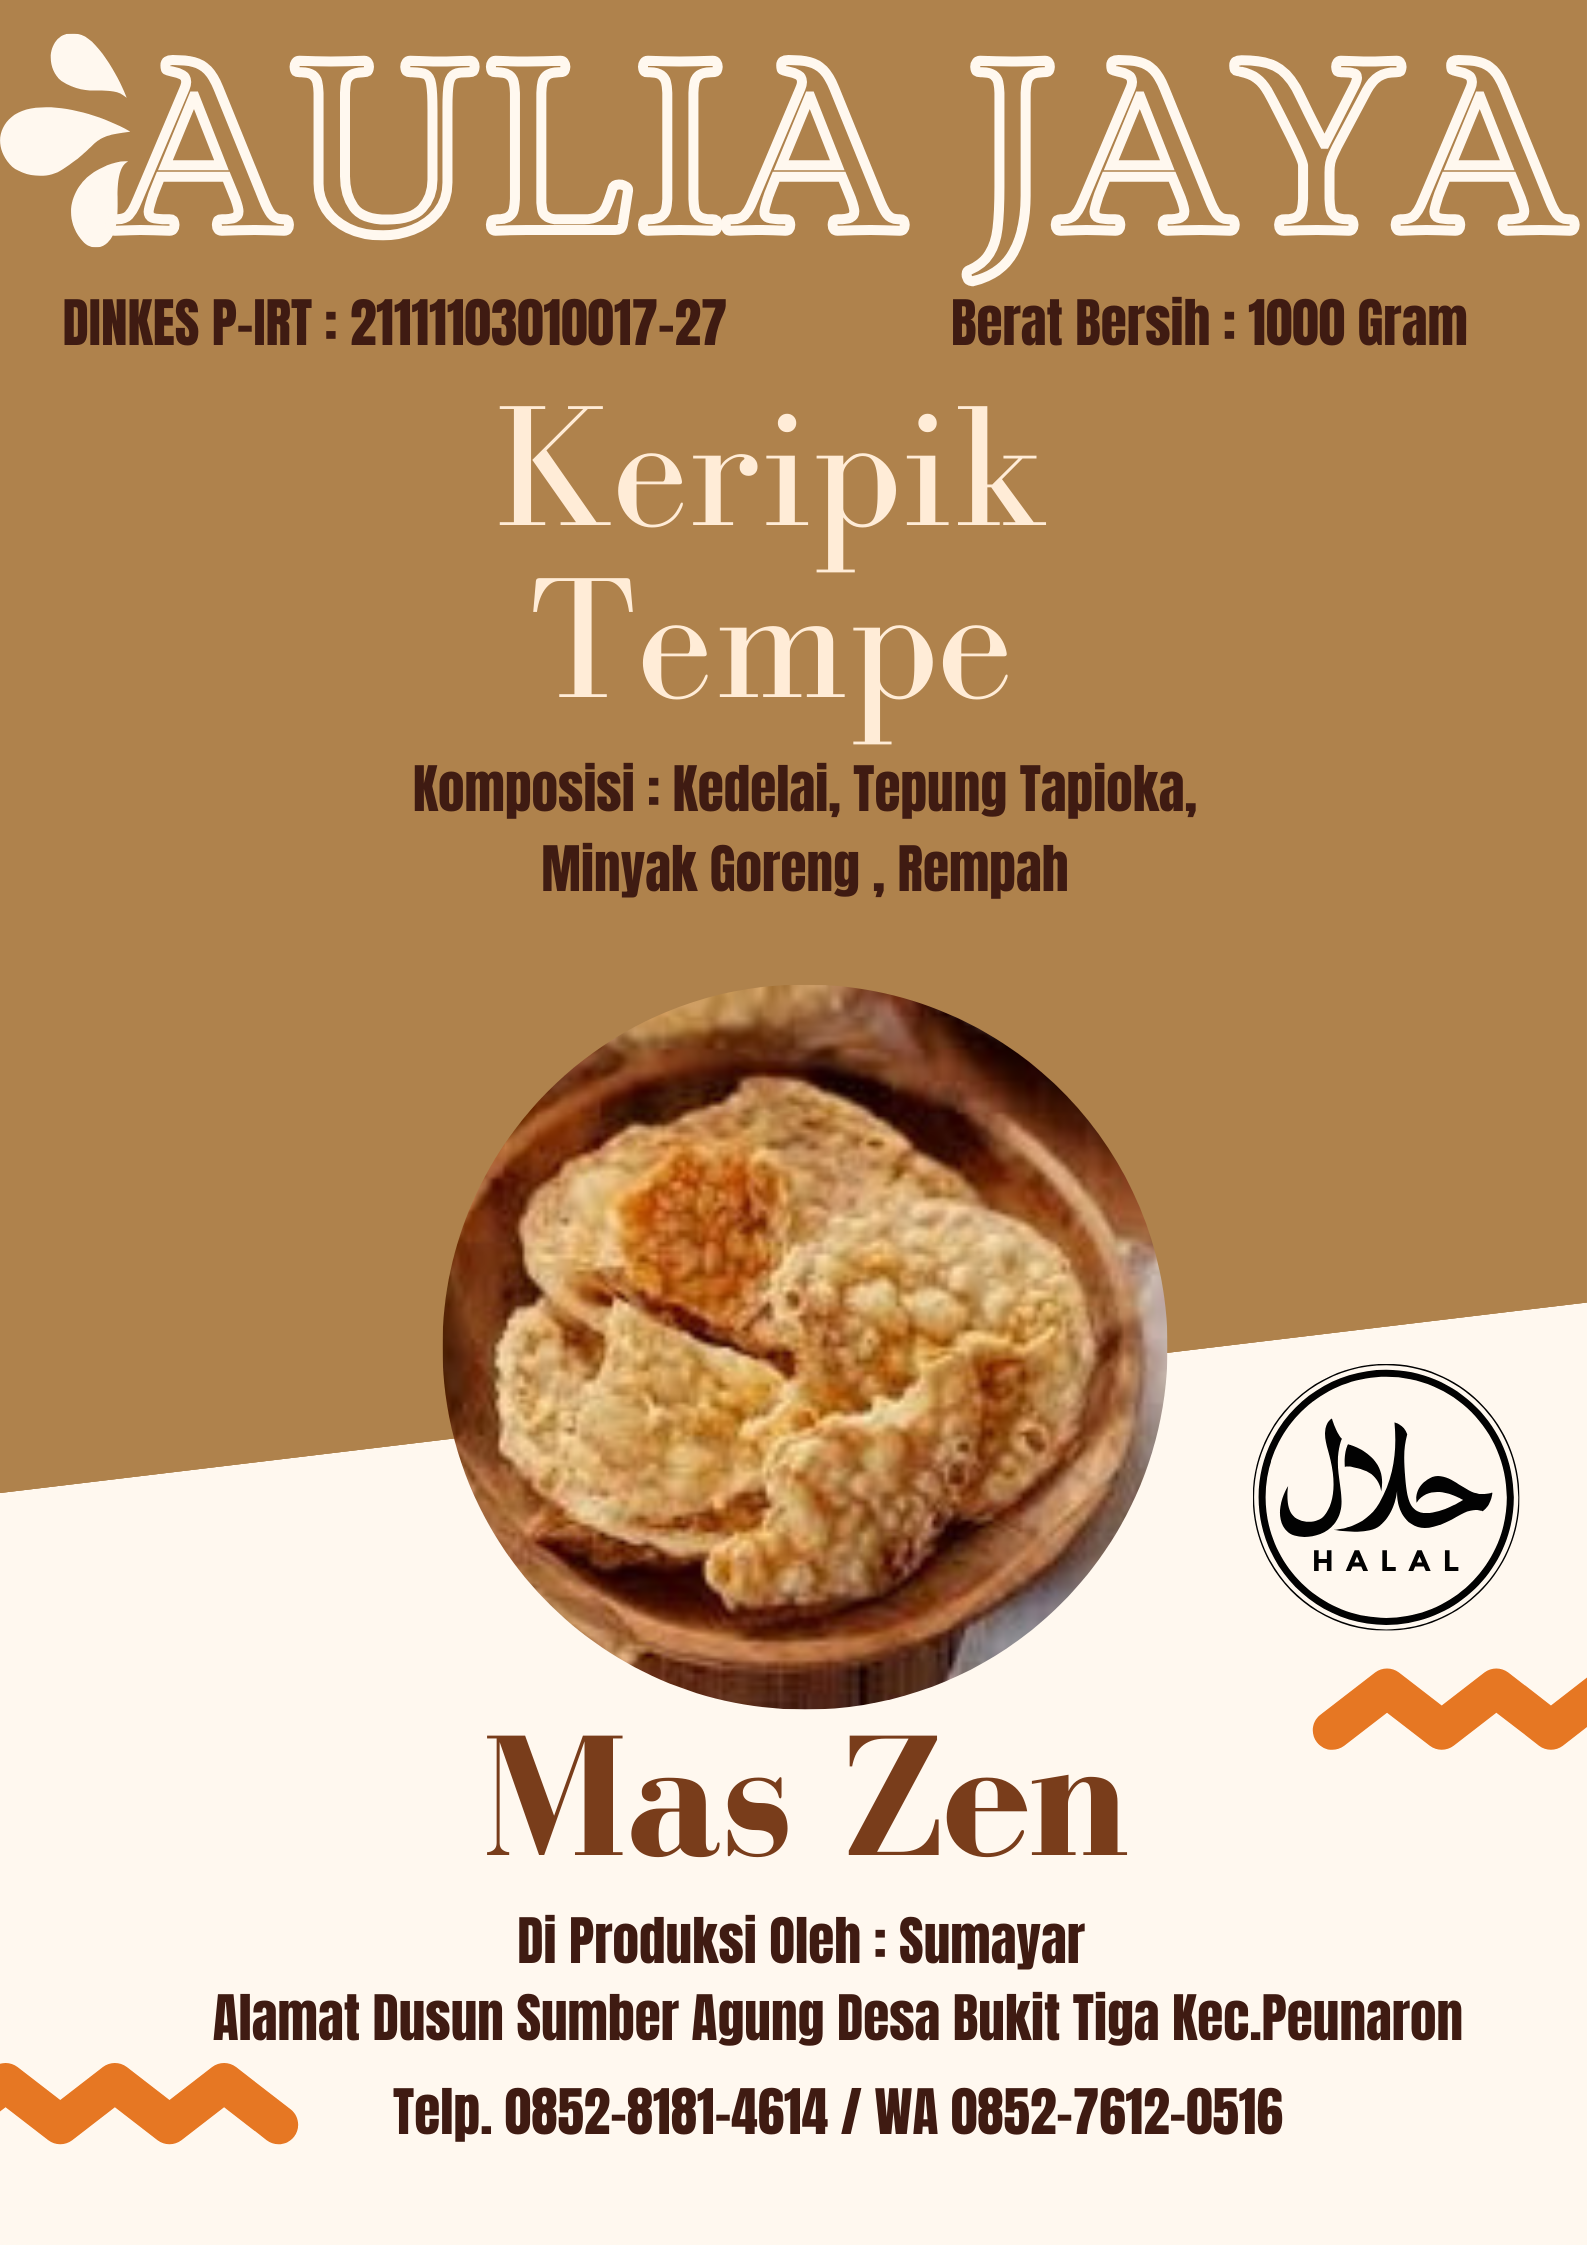 AULIA JAYA
DINKES P-IRT : 2111103010017-27
Berat Bersih : 1000 Gram
Keripik
Tempe
Komposisi : Kedelai, Tepung Tapioka,
Minyak Goreng , Rempah
حلال
HALAL
Mas Zen
Di Produksi Oleh : Sumayar
Alamat Dusun Sumber Agung Desa Bukit Tiga Kec.Peunaron
Telp. 0852-8181-4614 / WA 0852-7612-0516